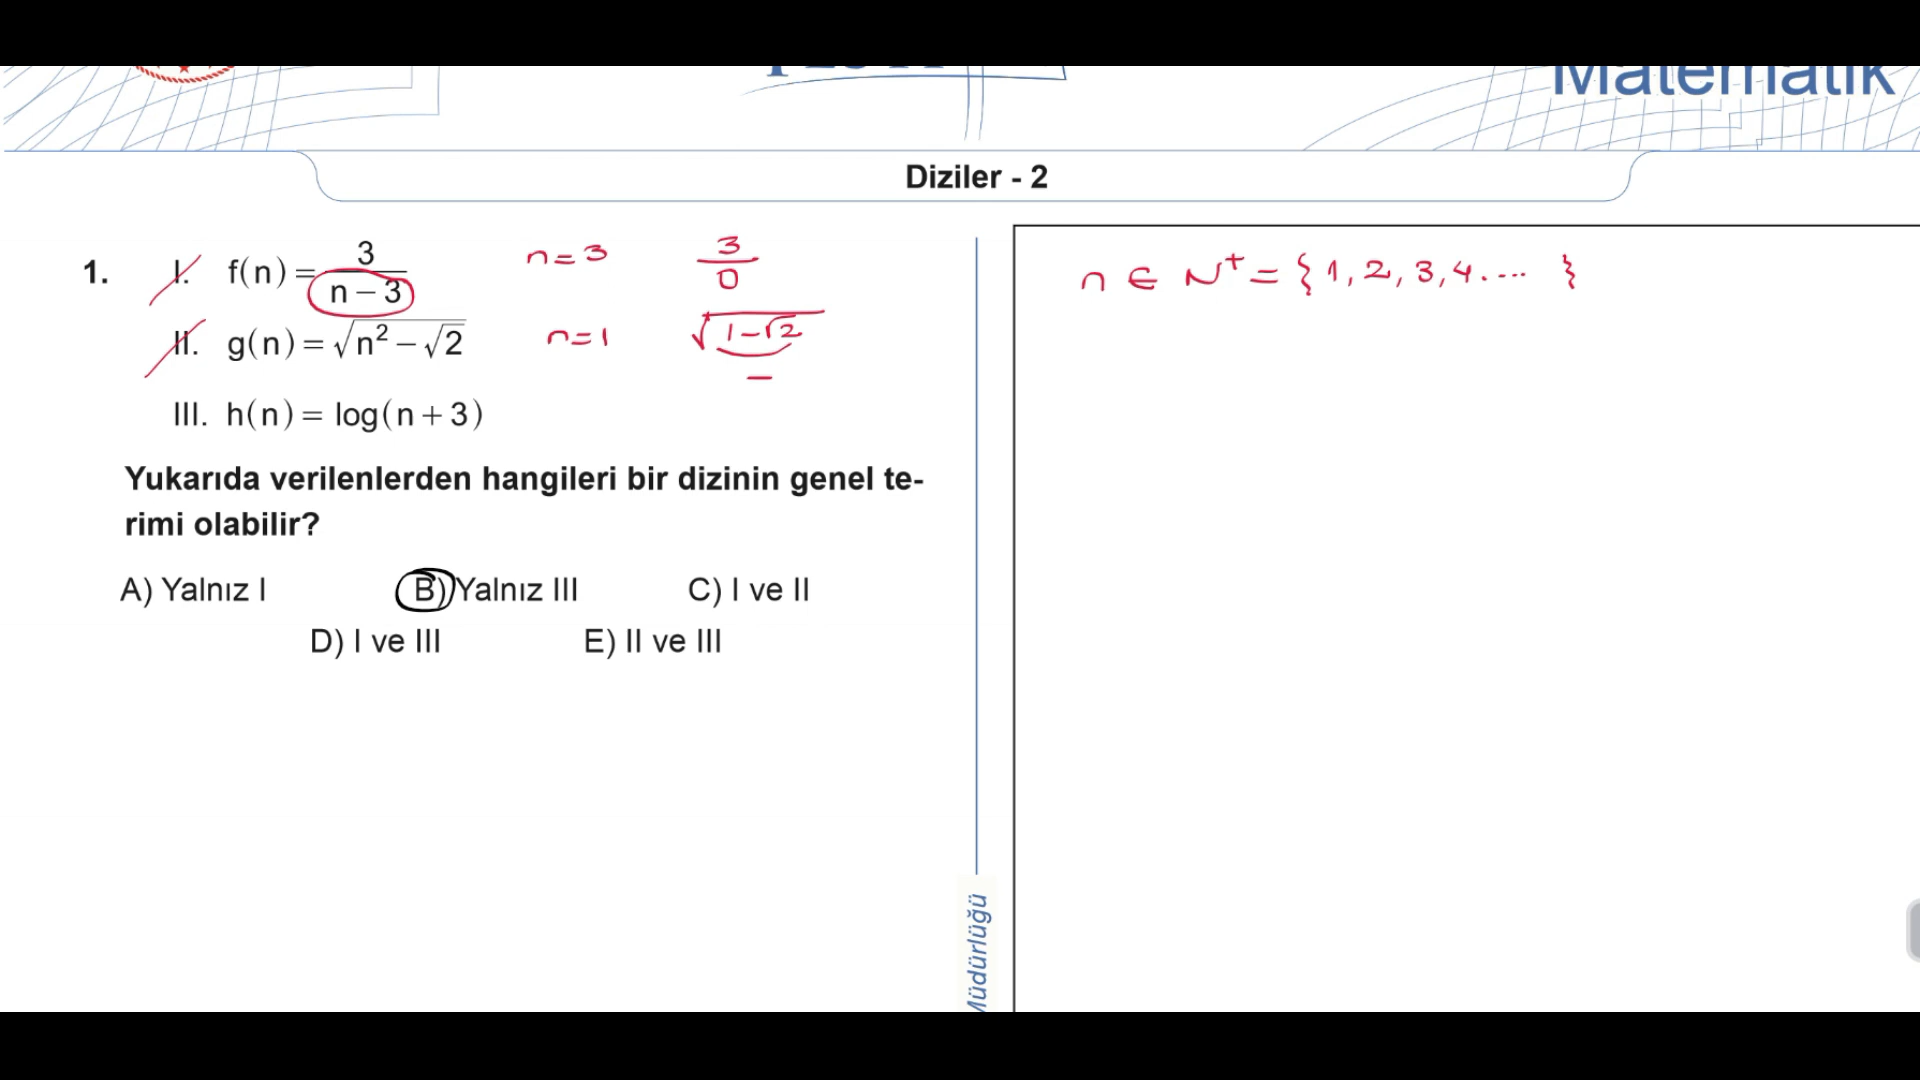 Matematik
Diziler - 2
1. I. f(n) = 3/(n − 3) n = 3 3/0
II. g(n) = √(n² − √2) n = 1 √(1 − √2)
−
III. h(n) = log(n + 3)
Yukarıda verilenlerden hangileri bir dizinin genel te-
rimi olabilir?
A) Yalnız I B) Yalnız III C) I ve II
D) I ve III E) II ve III
n ∈ N⁺ = {1, 2, 3, 4.... }